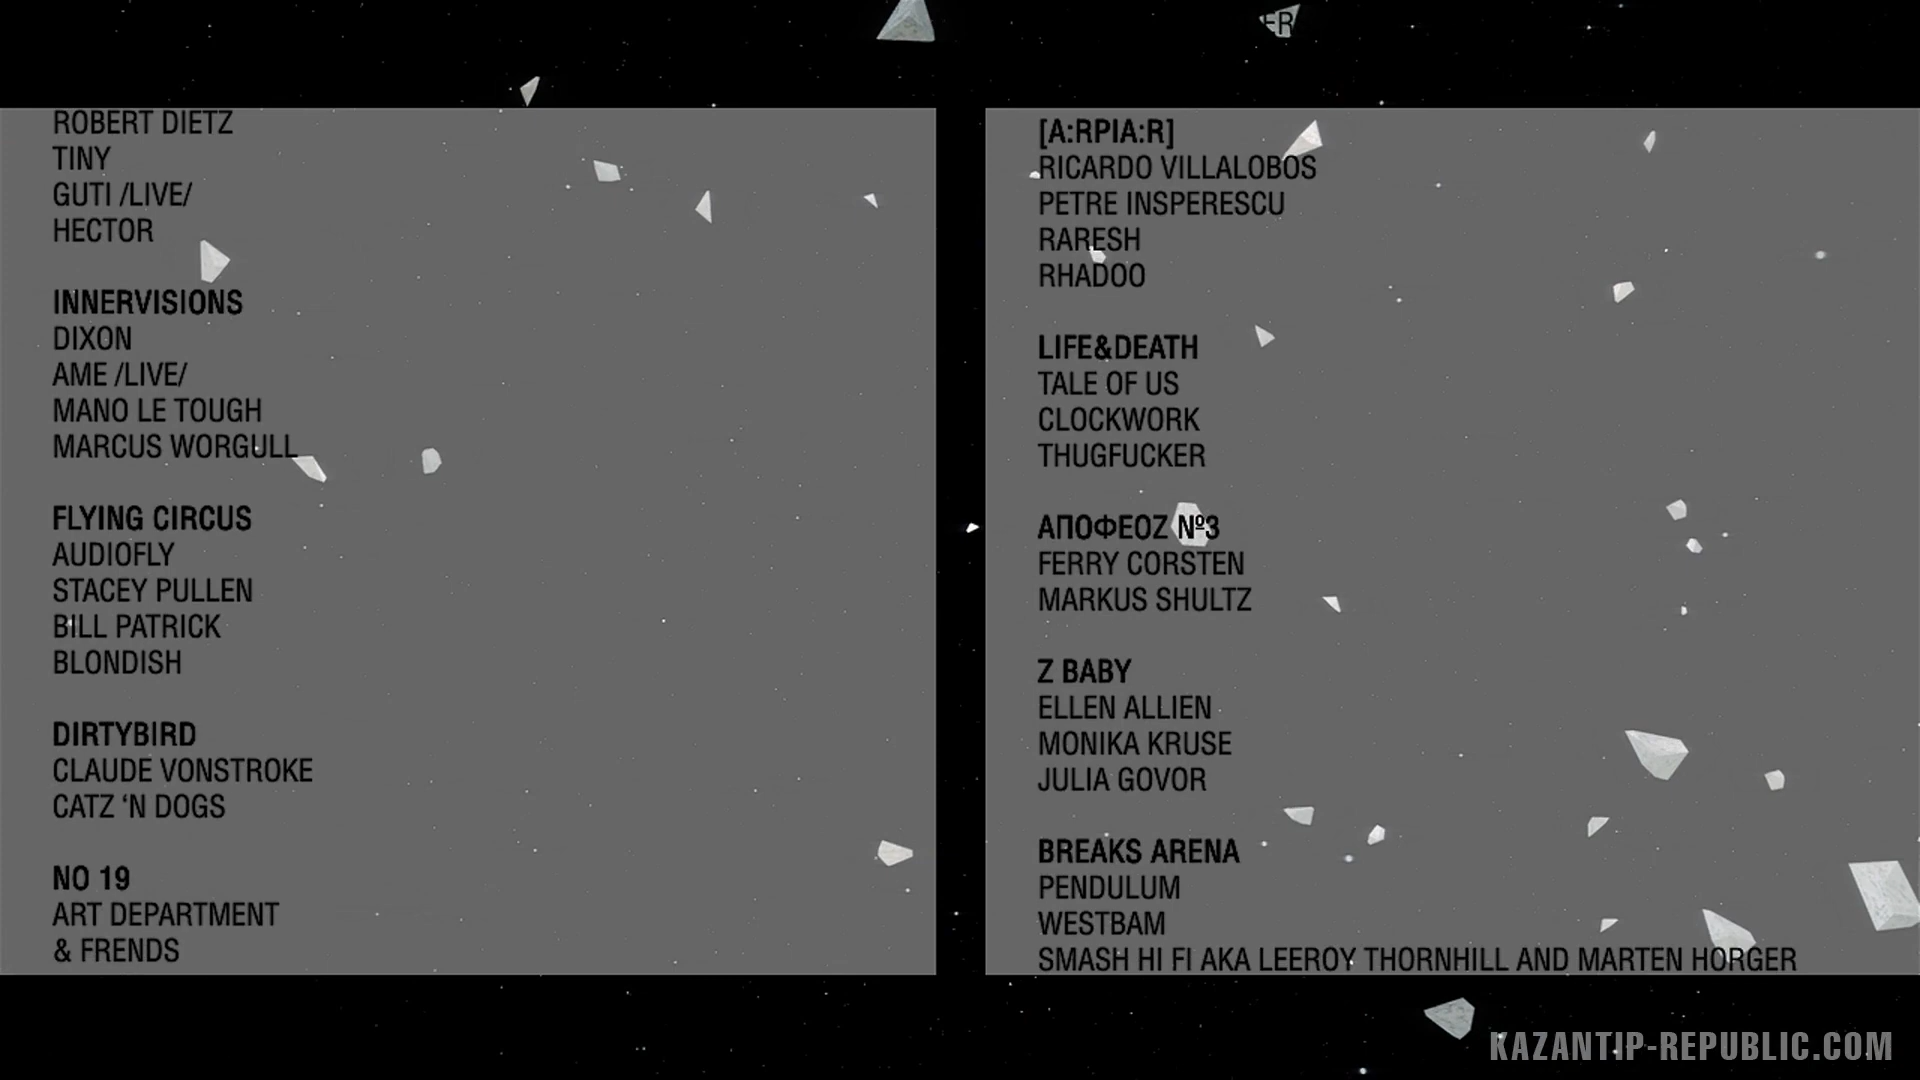 ER
ROBERT DIETZ
TINY
GUTI /LIVE/
HECTOR
INNERVISIONS
DIXON
AME /LIVE/
MANO LE TOUGH
MARCUS WORGULL
FLYING CIRCUS
AUDIOFLY
STACEY PULLEN
BILL PATRICK
BLONDISH
DIRTYBIRD
CLAUDE VONSTROKE
CATZ ‘N DOGS
NO 19
ART DEPARTMENT
& FRENDS
[A:RPIA:R]
RICARDO VILLALOBOS
PETRE INSPERESCU
RARESH
RHADOO
LIFE&DEATH
TALE OF US
CLOCKWORK
THUGFUCKER
АПОФЕОZ №3
FERRY CORSTEN
MARKUS SHULTZ
Z BABY
ELLEN ALLIEN
MONIKA KRUSE
JULIA GOVOR
BREAKS ARENA
PENDULUM
WESTBAM
SMASH HI FI AKA LEEROY THORNHILL AND MARTEN HORGER
KAZANTIP-REPUBLIC.COM